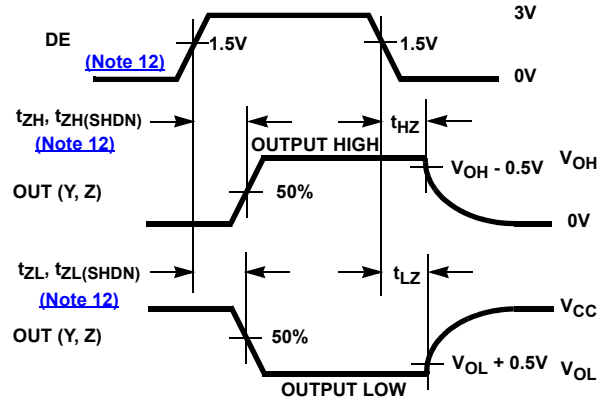 3V
DE
1.5V
1.5V
(Note 12)
0V
tZH, tZH(SHDN)
tHZ
(Note 12)
OUTPUT HIGH
VOH - 0.5V
VOH
OUT (Y, Z)
50%
0V
tZL, tZL(SHDN)
tLZ
(Note 12)
VCC
OUT (Y, Z)
50%
VOL + 0.5V
VOL
OUTPUT LOW